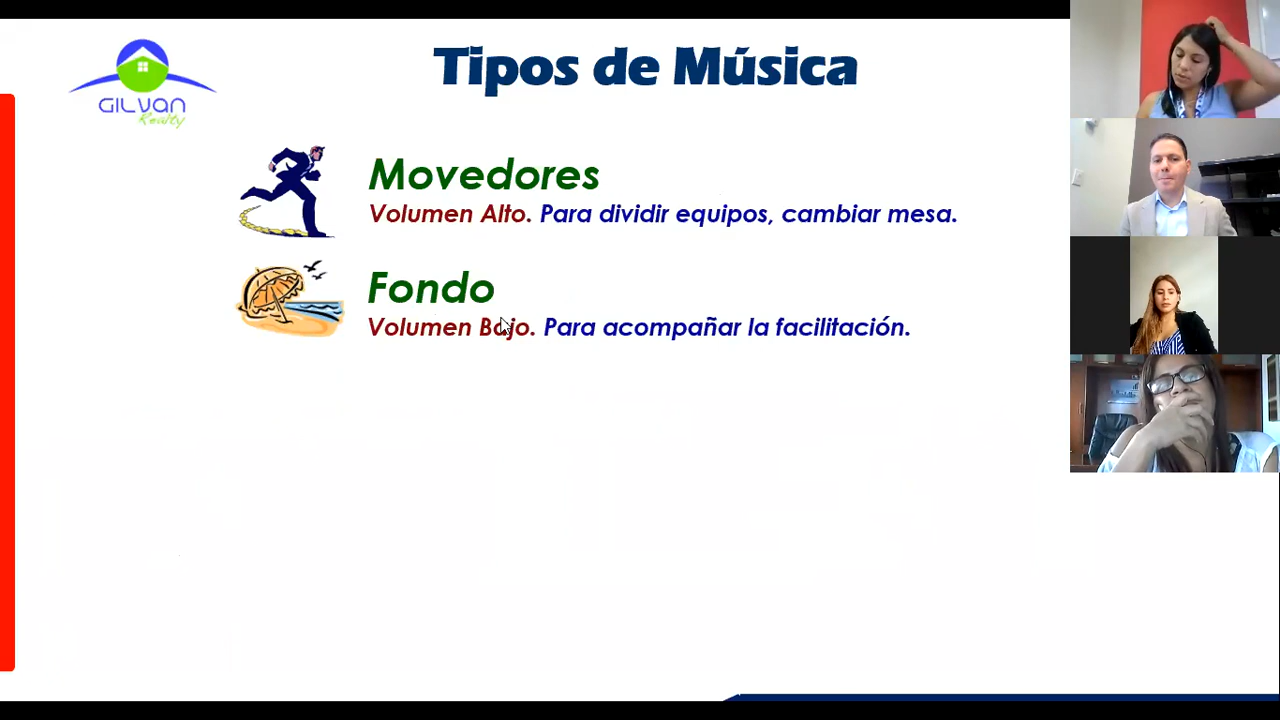 Tipos de Música
GILVAN
Realty
Movedores
Volumen Alto. Para dividir equipos, cambiar mesa.
Fondo
Volumen Bajo. Para acompañar la facilitación.